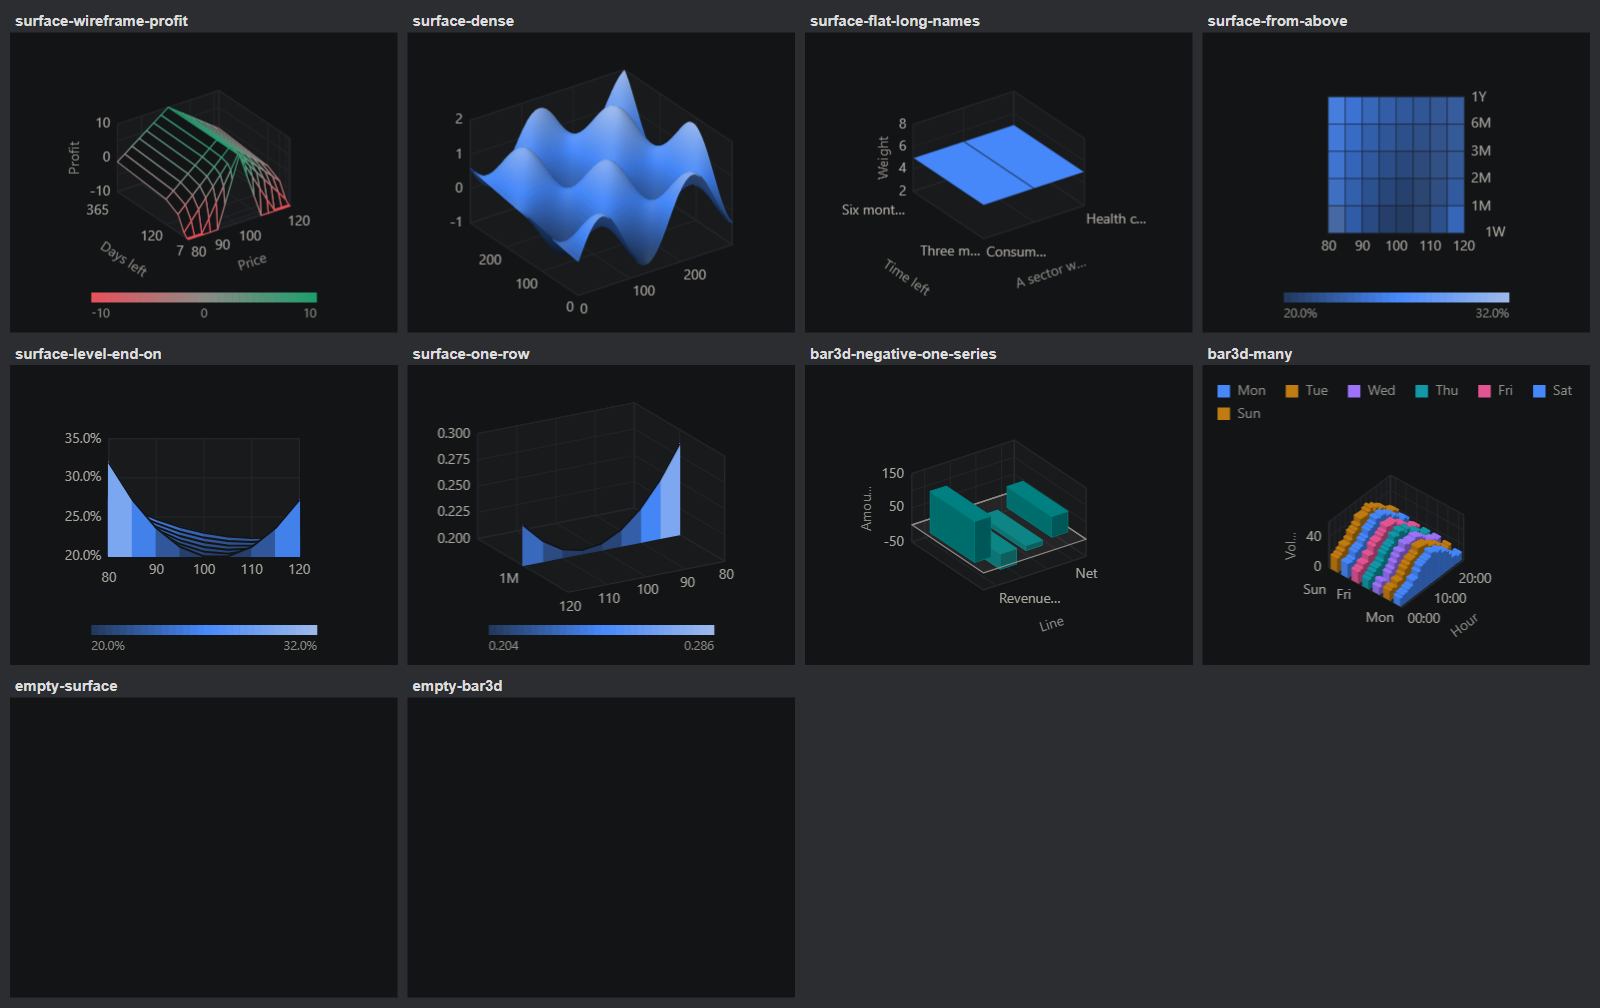 surface-wireframe-profit
10
0
-10
Profit
365
120
7
Days left
80
90
100
120
Price
-10 0 10
surface-dense
2
1
0
-1
200
100
0
0
100
200
surface-flat-long-names
8
6
4
2
Weight
Six mont...
Three m...
Time left
Consum...
Health c...
A sector w...
surface-from-above
1Y
6M
3M
2M
1M
1W
80 90 100 110 120
20.0% 32.0%
surface-level-end-on
35.0%
30.0%
25.0%
20.0%
80 90 100 110 120
20.0% 32.0%
surface-one-row
0.300
0.275
0.250
0.225
0.200
1M
120 110 100 90 80
0.204 0.286
bar3d-negative-one-series
150
50
-50
Amou...
Net
Revenue...
Line
bar3d-many
Mon Tue Wed Thu Fri Sat
Sun
40
0
Vol...
Sun Fri Mon
00:00 10:00 20:00
Hour
empty-surface
empty-bar3d